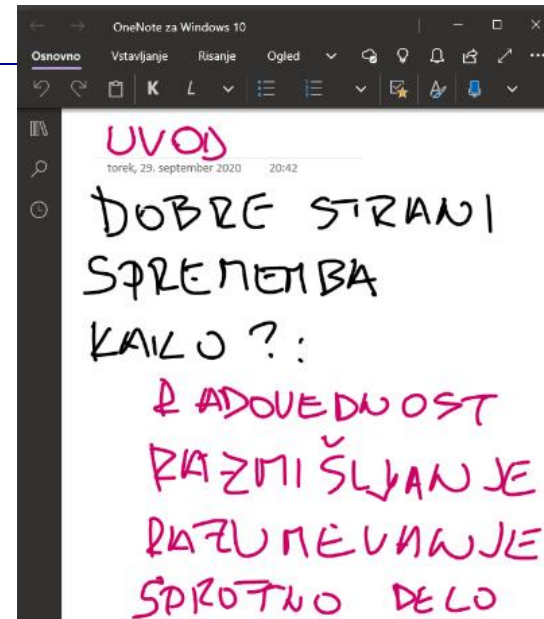 OneNote za Windows 10
Osnovno Vstavljanje Risanje Ogled
K L
UVOD
torek, 29. september 2020 20:42
DOBRE STRANI
SPREMEMBA
KAKO?:
RADOVEDNOST
RAZMIŠLJANJE
RAZUMEVANJE
SPROTNO DELO